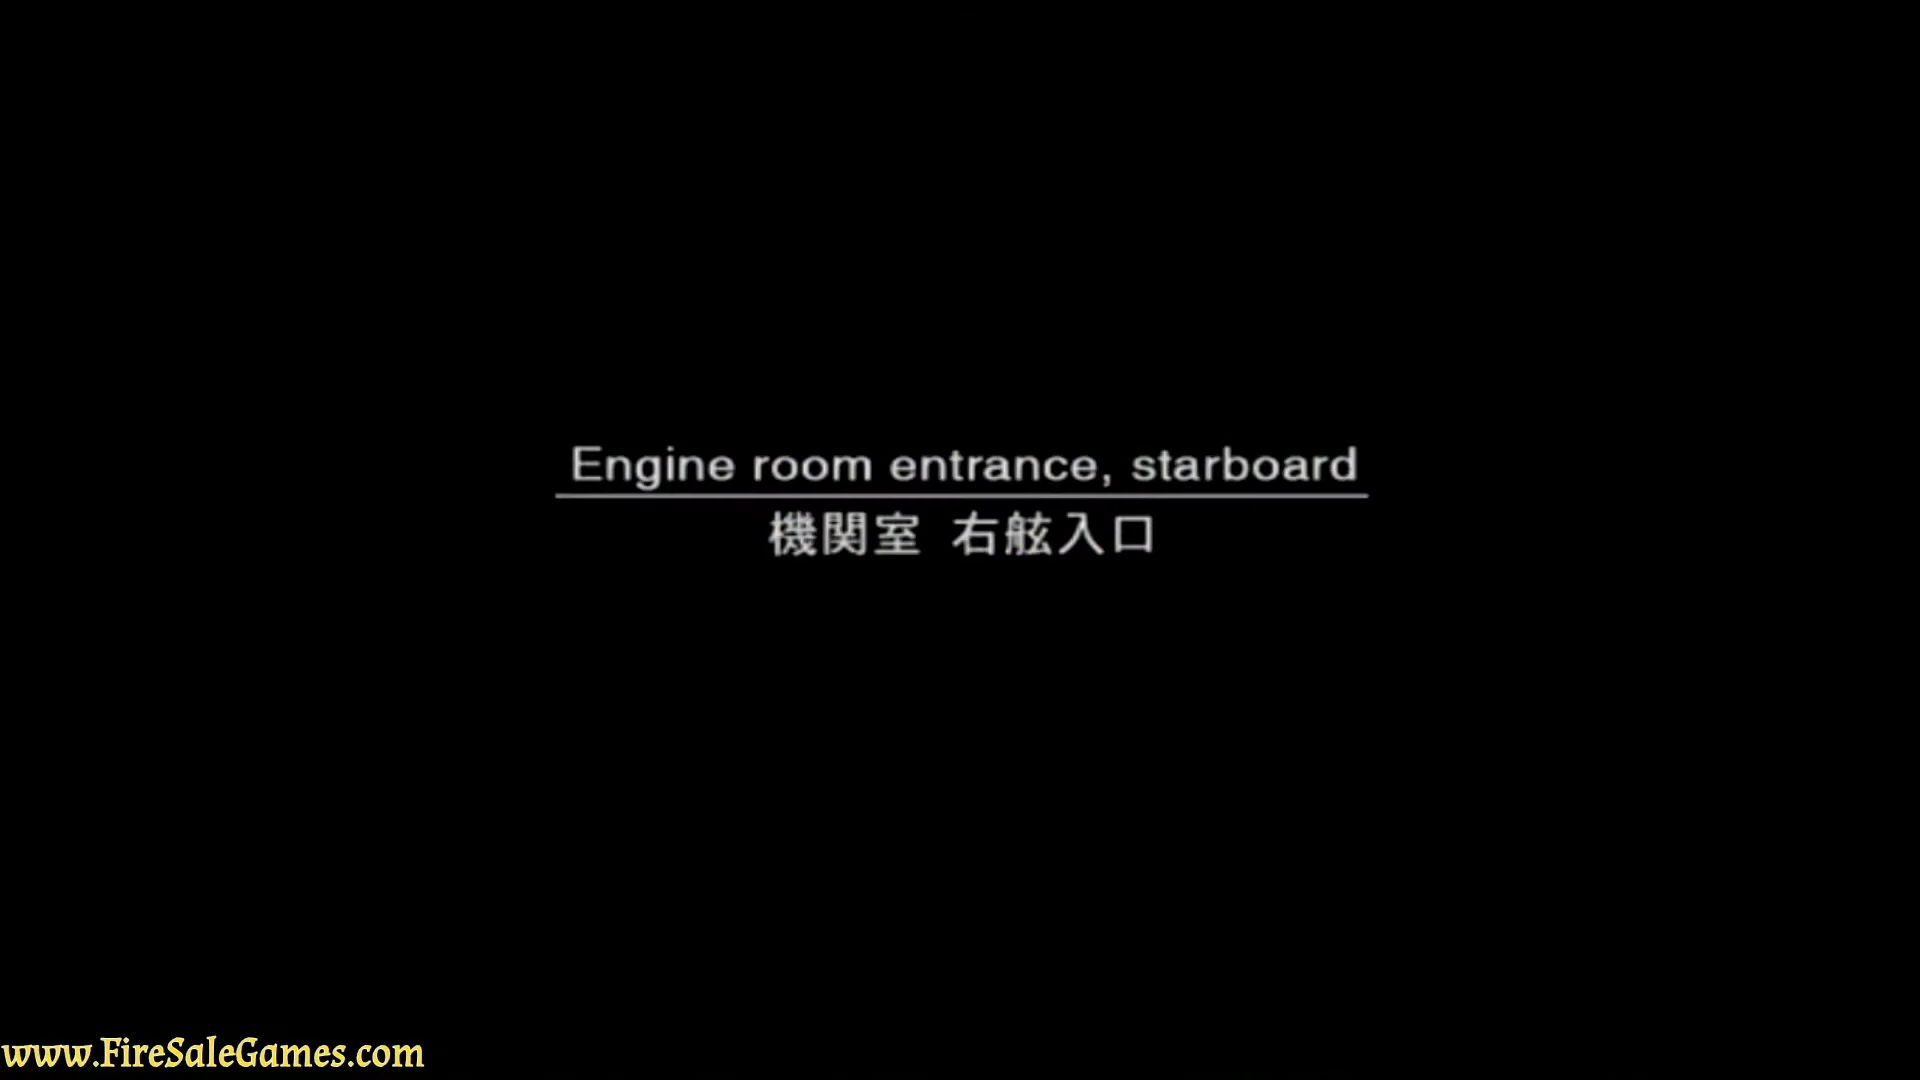 Engine room entrance, starboard
機関室 右舷入口
www.FireSaleGames.com